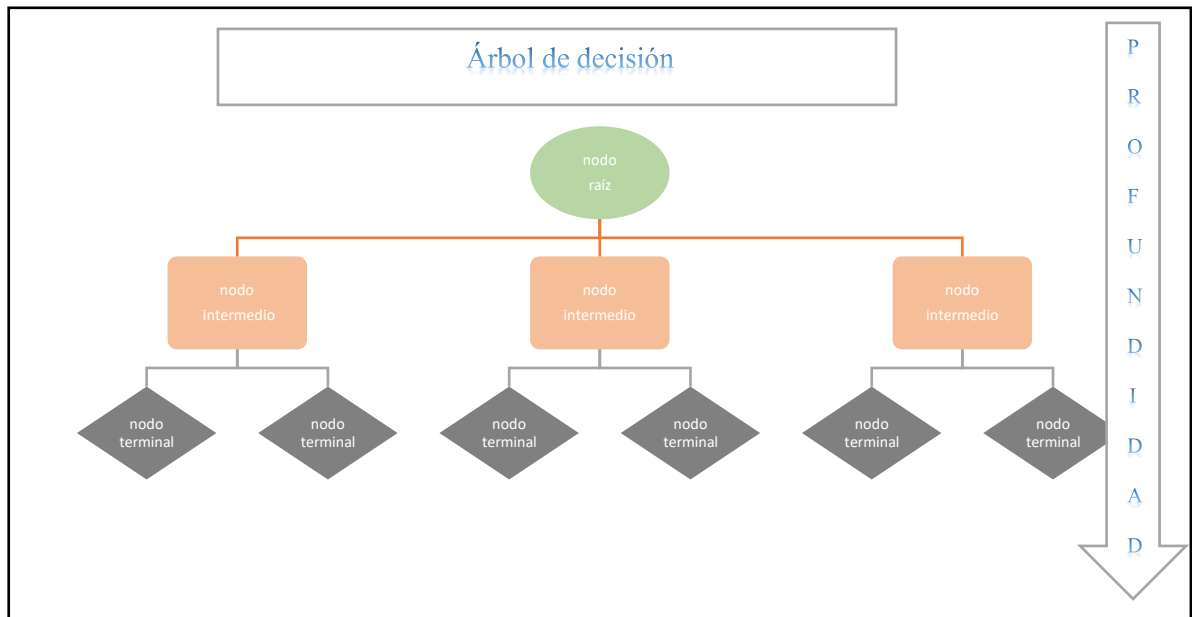 Árbol de decisión
nodo
raíz
nodo
intermedio
nodo
intermedio
nodo
intermedio
nodo
terminal
nodo
terminal
nodo
terminal
nodo
terminal
nodo
terminal
nodo
terminal
P
R
O
F
U
N
D
I
D
A
D